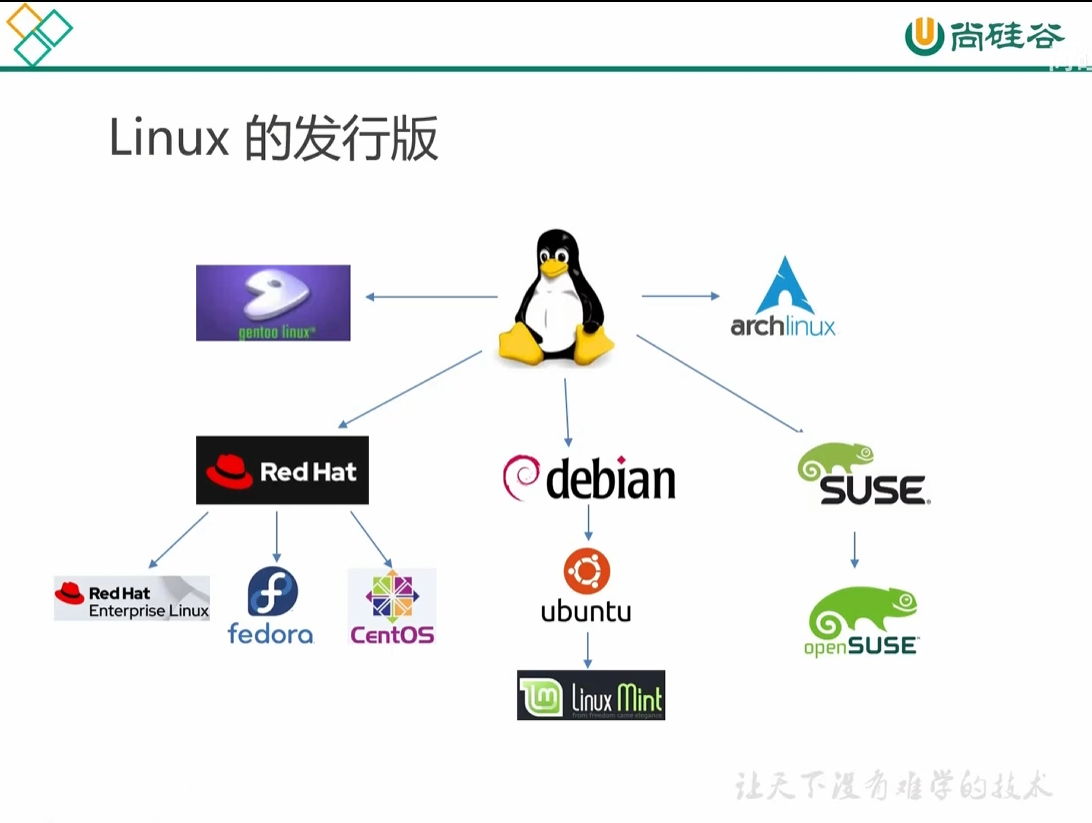 尚硅谷
Linux 的发行版
gentoo linux
archlinux
Red Hat
debian
SUSE
Red Hat
Enterprise Linux
fedora
CentOS
ubuntu
openSUSE
Linux Mint
from freedom came elegance
让天下没有难学的技术